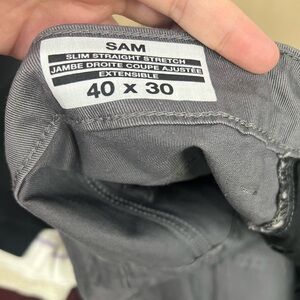 SAM
SLIM STRAIGHT STRETCH
JAMBE DROITE COUPE AJUSTÉE
EXTENSIBLE
40 X 30